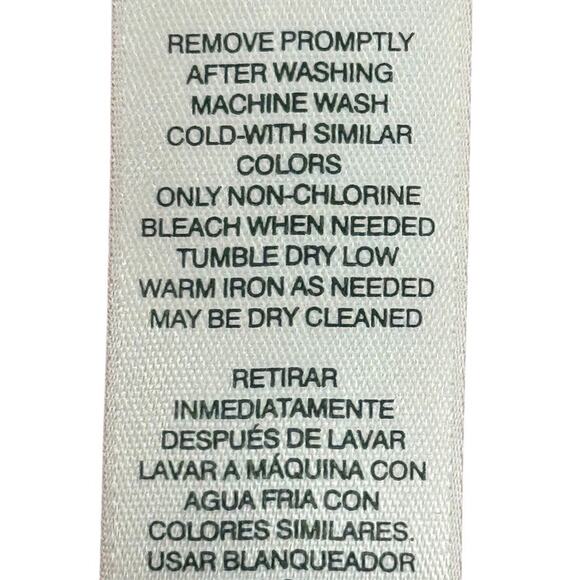 REMOVE PROMPTLY
AFTER WASHING
MACHINE WASH
COLD-WITH SIMILAR
COLORS
ONLY NON-CHLORINE
BLEACH WHEN NEEDED
TUMBLE DRY LOW
WARM IRON AS NEEDED
MAY BE DRY CLEANED
RETIRAR
INMEDIATAMENTE
DESPUÉS DE LAVAR
LAVAR A MÁQUINA CON
AGUA FRIA CON
COLORES SIMILARES.
USAR BLANQUEADOR